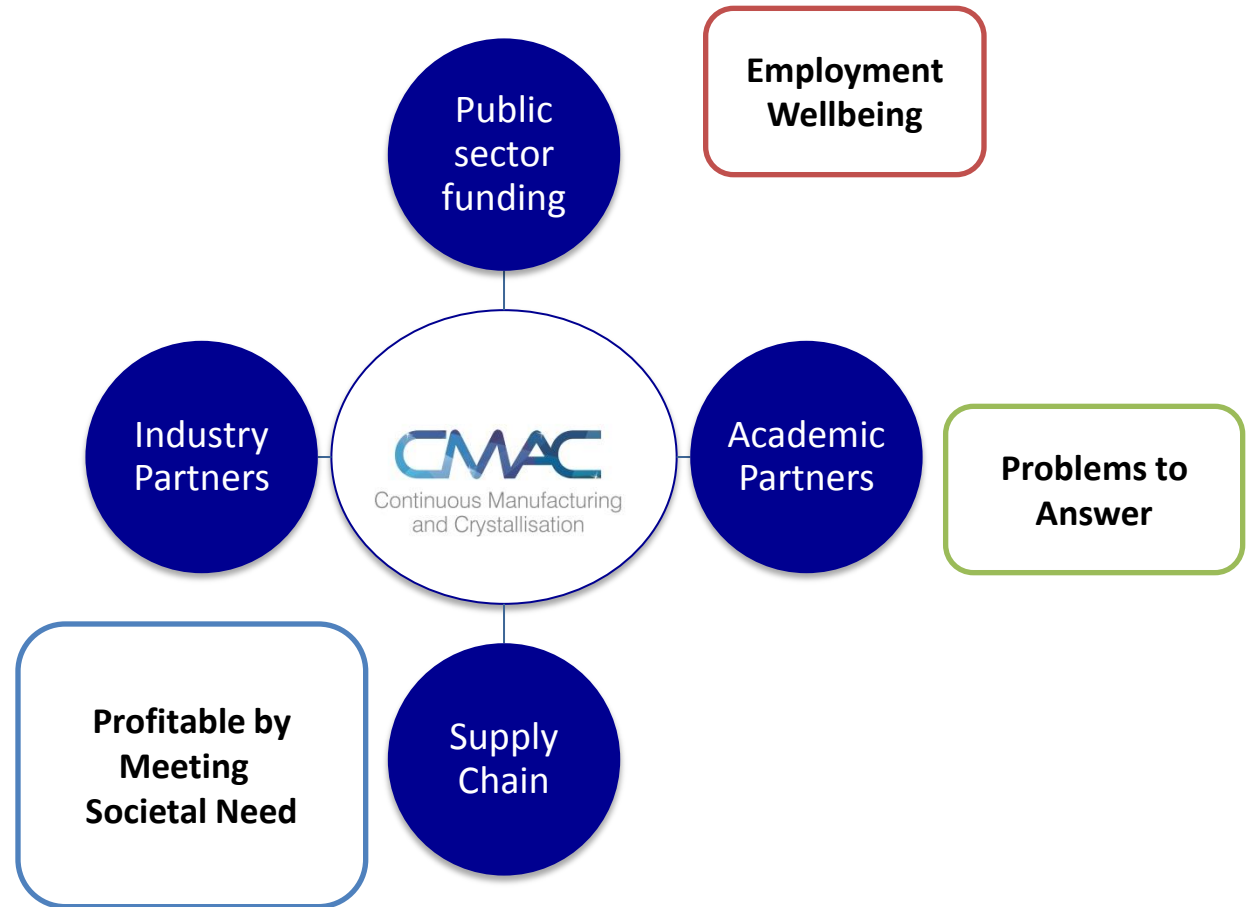 Employment
Wellbeing
Public
sector
funding
Industry
Partners
CMAC
Continuous Manufacturing
and Crystallisation
Academic
Partners
Problems to
Answer
Profitable by
Meeting
Societal Need
Supply
Chain